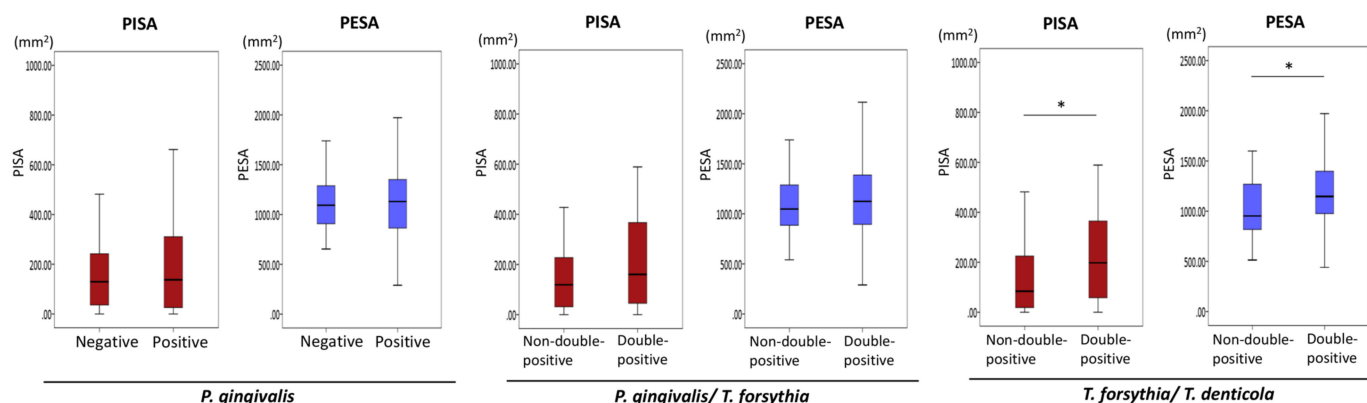 PISA
(mm²)
PISA
1000.00
800.00
600.00
400.00
200.00
.00
Negative Positive
PESA
(mm²)
PESA
2500.00
2000.00
1500.00
1000.00
500.00
.00
Negative Positive
P. gingivalis
PISA
(mm²)
PISA
1000.00
800.00
600.00
400.00
200.00
.00
Non-double- Double-
positive positive
PESA
(mm²)
PESA
2500.00
2000.00
1500.00
1000.00
500.00
.00
Non-double- Double-
positive positive
P. gingivalis/ T. forsythia
PISA
(mm²)
PISA
1000.00
800.00
600.00
400.00
200.00
.00
*
Non-double- Double-
positive positive
PESA
(mm²)
PESA
2500.00
2000.00
1500.00
1000.00
500.00
.00
*
Non-double- Double-
positive positive
T. forsythia/ T. denticola